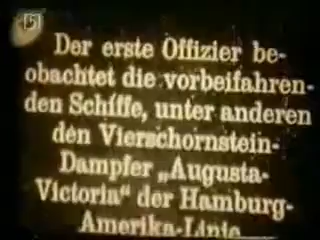 5
Der erste Offizier be-
obachtet die vorbeifahren-
den Schiffe, unter anderen
den Vierschornstein-
Dampfer „Augusta-
Victoria“ der Hamburg-
Amerika-Linie